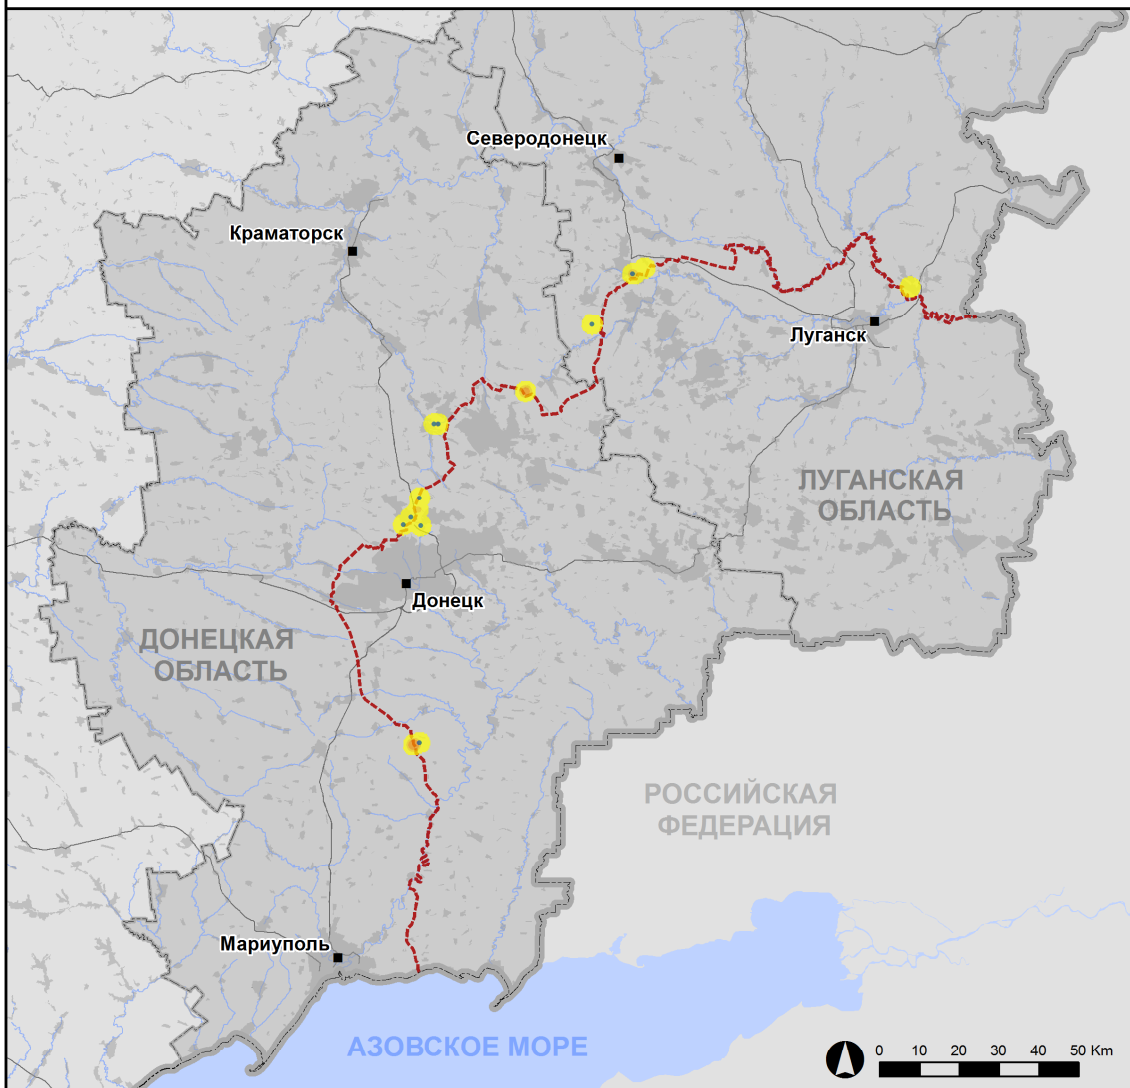 Северодонецк
Краматорск
Луганск
ЛУГАНСКАЯ
ОБЛАСТЬ
Донецк
ДОНЕЦКАЯ
ОБЛАСТЬ
РОССИЙСКАЯ
ФЕДЕРАЦИЯ
Мариуполь
АЗОВСКОЕ МОРЕ
0 10 20 30 40 50 Km